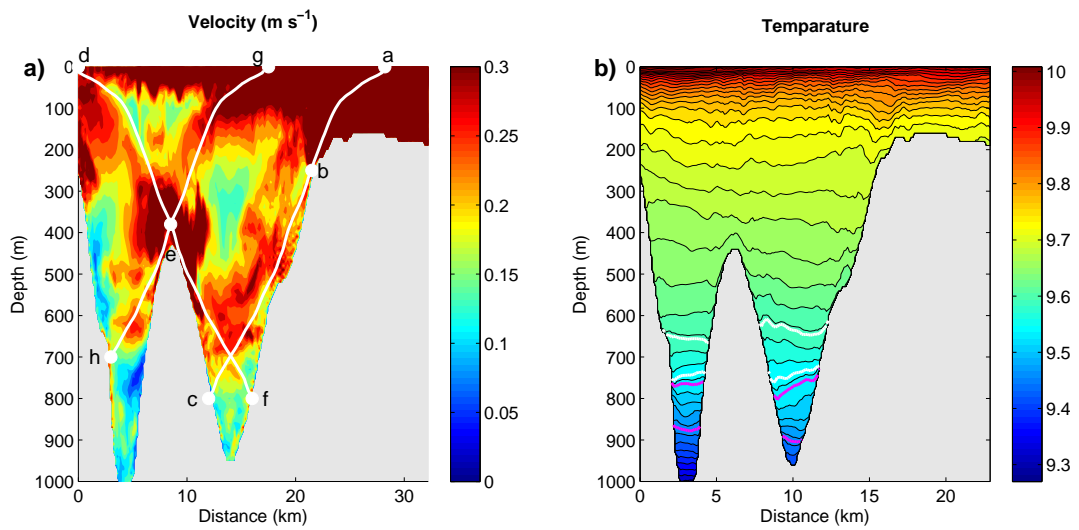 Velocity (m s⁻¹)
a)
d
g
a
b
e
h
c
f
0
100
200
300
400
500
600
700
800
900
1000
Depth (m)
0
10
20
30
Distance (km)
0.3
0.25
0.2
0.15
0.1
0.05
0
Temparature
b)
0
100
200
300
400
500
600
700
800
900
1000
Depth (m)
0
5
10
15
20
Distance (km)
10
9.9
9.8
9.7
9.6
9.5
9.4
9.3